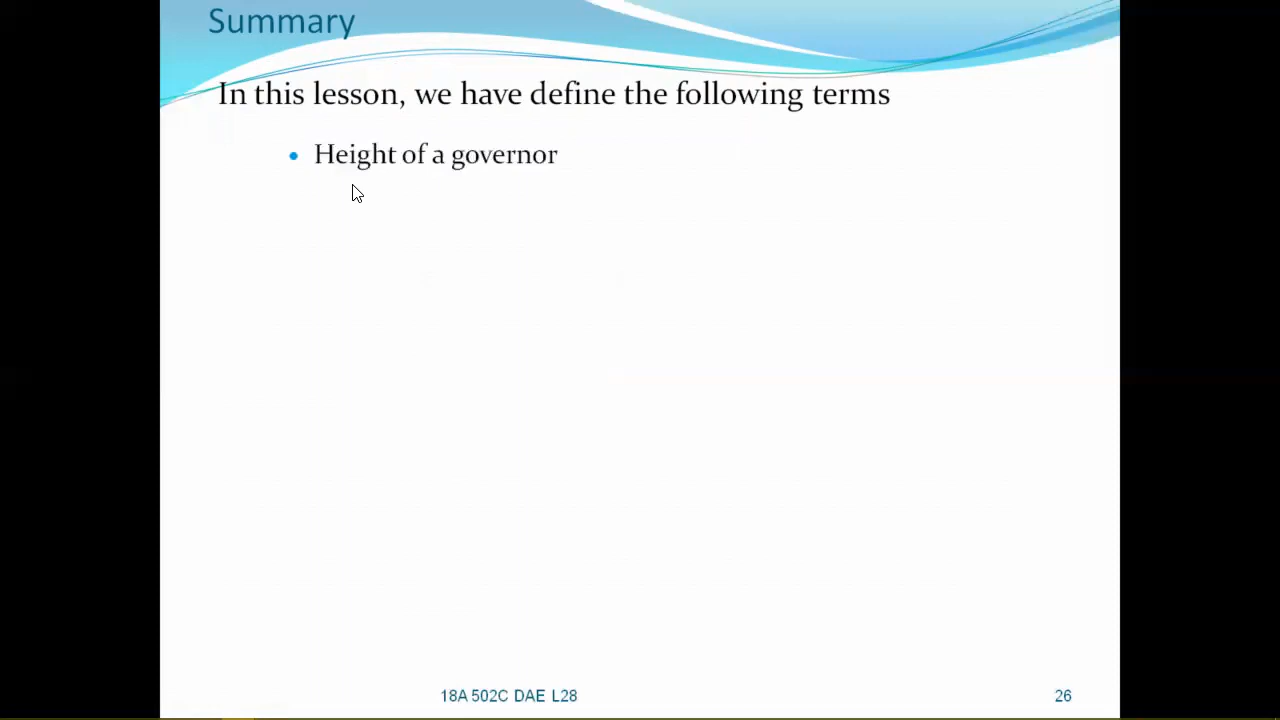 Summary
In this lesson, we have define the following terms
• Height of a governor
18A 502C DAE L28
26